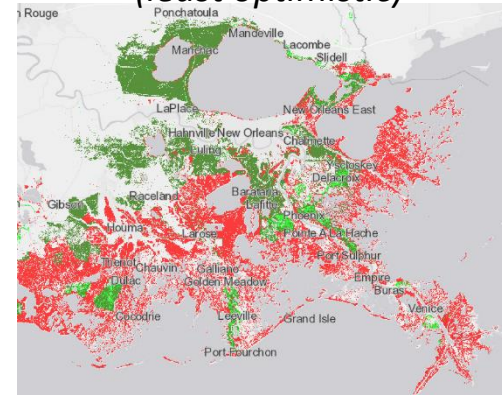 (least optimistic)
n Rouge
Ponchatoula
Mandeville
Manchac
Lacombe
Slidell
LaPlace
New Orleans East
Hahnville
New Orleans
Luling
Chalmette
Yscloskey
Delacroix
Gibson
Raceland
Barataria
Lafitte
Houma
Phoenix
Larose
Pointe A La Hache
Theriot
Chauvin
Galliano
Port Sulphur
Dulac
Golden Meadow
Empire
Buras
Cocodrie
Leeville
Grand Isle
Venice
Port Fourchon